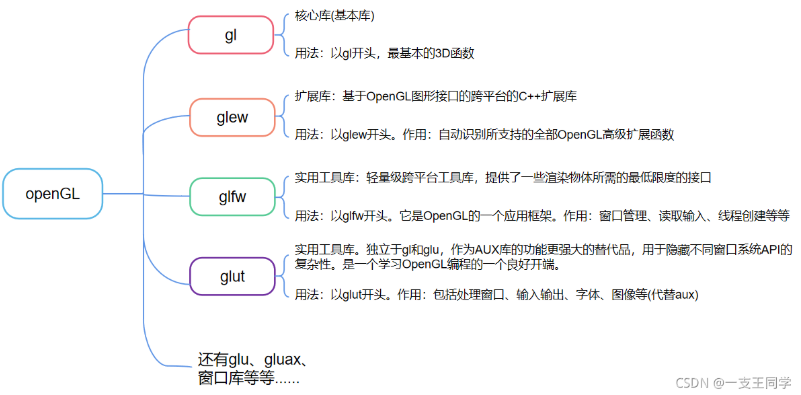 openGL
gl
核心库(基本库)
用法：以gl开头，最基本的3D函数
glew
扩展库：基于OpenGL图形接口的跨平台的C++扩展库
用法：以glew开头。作用：自动识别所支持的全部OpenGL高级扩展函数
glfw
实用工具库：轻量级跨平台工具库，提供了一些渲染物体所需的最低限度的接口
用法：以glfw开头。它是OpenGL的一个应用框架。作用：窗口管理、读取输入、线程创建等等
glut
实用工具库。独立于gl和glu，作为AUX库的功能更强大的替代品，用于隐藏不同窗口系统API的
复杂性。是一个学习OpenGL编程的一个良好开端。
用法：以glut开头。作用：包括处理窗口、输入输出、字体、图像等(代替aux)
还有glu、gluax、
窗口库等等......
CSDN @一支王同学